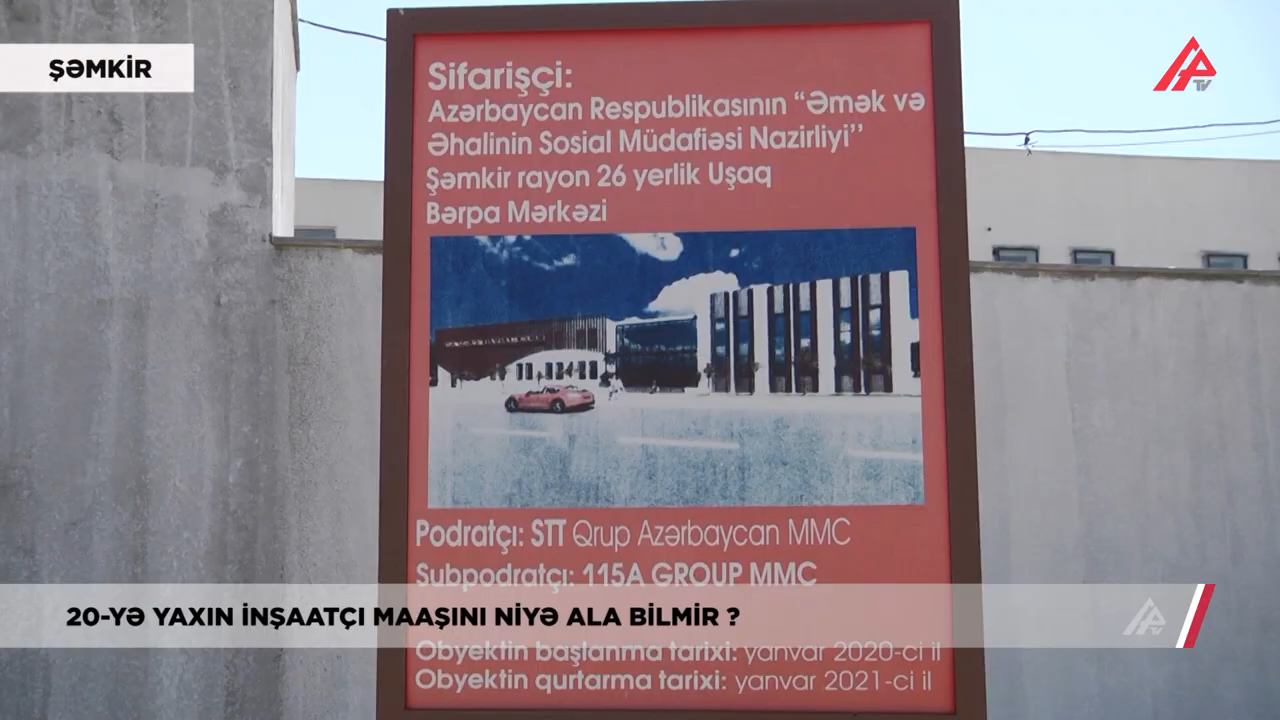 ŞƏMKİR
APTV
Sifarişçi:
Azərbaycan Respublikasının “Əmək və
Əhalinin Sosial Müdafiəsi Nazirliyi’’
Şəmkir rayon 26 yerlik Uşaq
Bərpa Mərkəzi
Podratçı: STT Qrup Azərbaycan MMC
Subpodratçı: 115A GROUP MMC
20-YƏ YAXIN İNŞAATÇI MAAŞINI NİYƏ ALA BİLMİR ?
APTV
Obyektin başlanma tarixi: yanvar 2020-ci il
Obyektin qurtarma tarixi: yanvar 2021-ci il